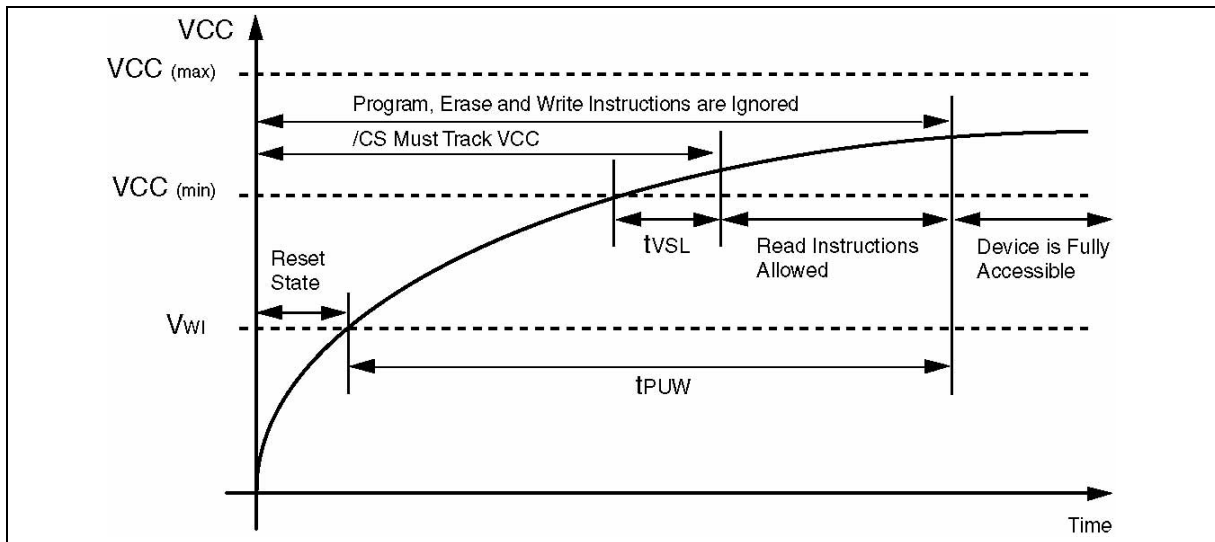 VCC
VCC (max)
Program, Erase and Write Instructions are Ignored
/CS Must Track VCC
VCC (min)
tVSL
Read Instructions
Allowed
Device is Fully
Accessible
Reset
State
VWI
tPUW
Time